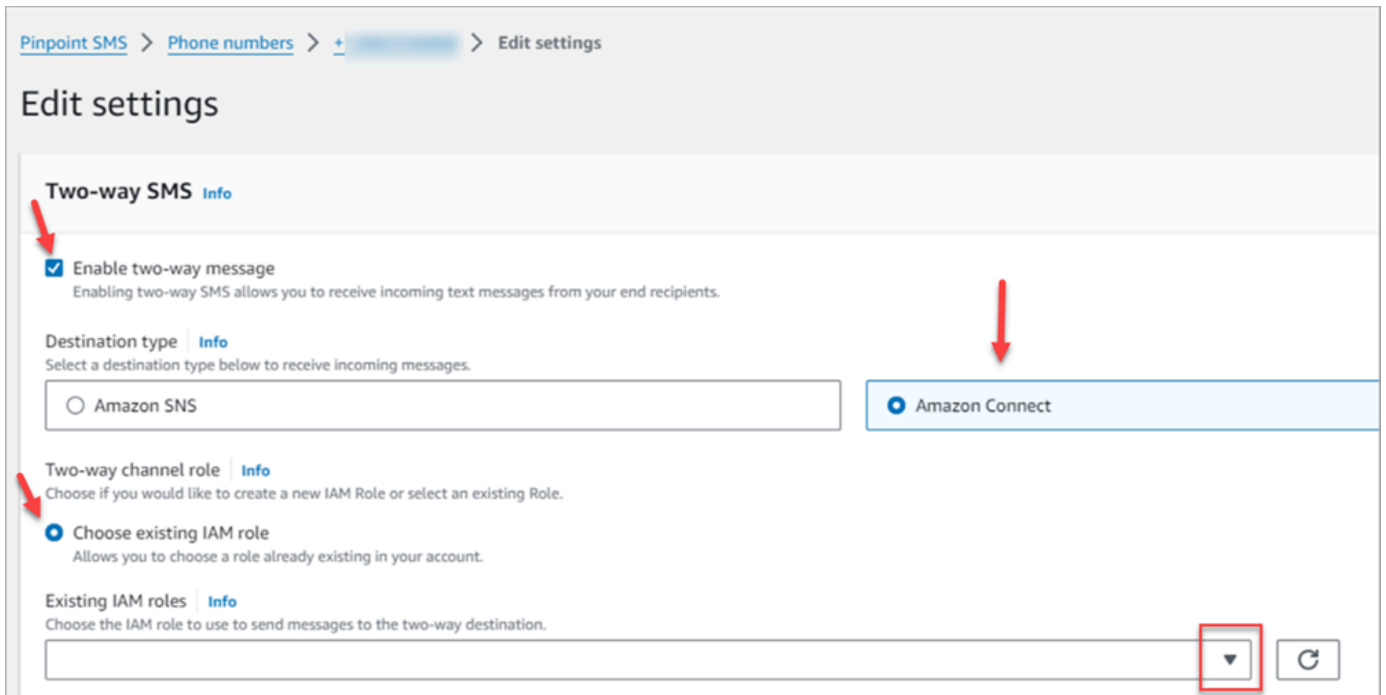 Pinpoint SMS > Phone numbers > + > Edit settings
Edit settings
Two-way SMS Info
Enable two-way message
Enabling two-way SMS allows you to receive incoming text messages from your end recipients.
Destination type Info
Select a destination type below to receive incoming messages.
Amazon SNS Amazon Connect
Two-way channel role Info
Choose if you would like to create a new IAM Role or select an existing Role.
Choose existing IAM role
Allows you to choose a role already existing in your account.
Existing IAM roles Info
Choose the IAM role to use to send messages to the two-way destination.